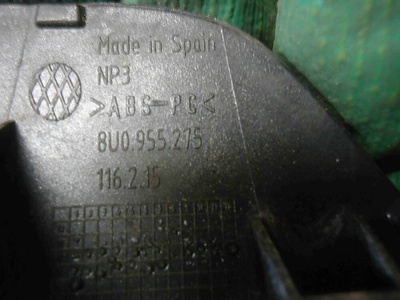 Made in Spain
NP3
>ABS-PC<
8U0.955.275
116.2.15